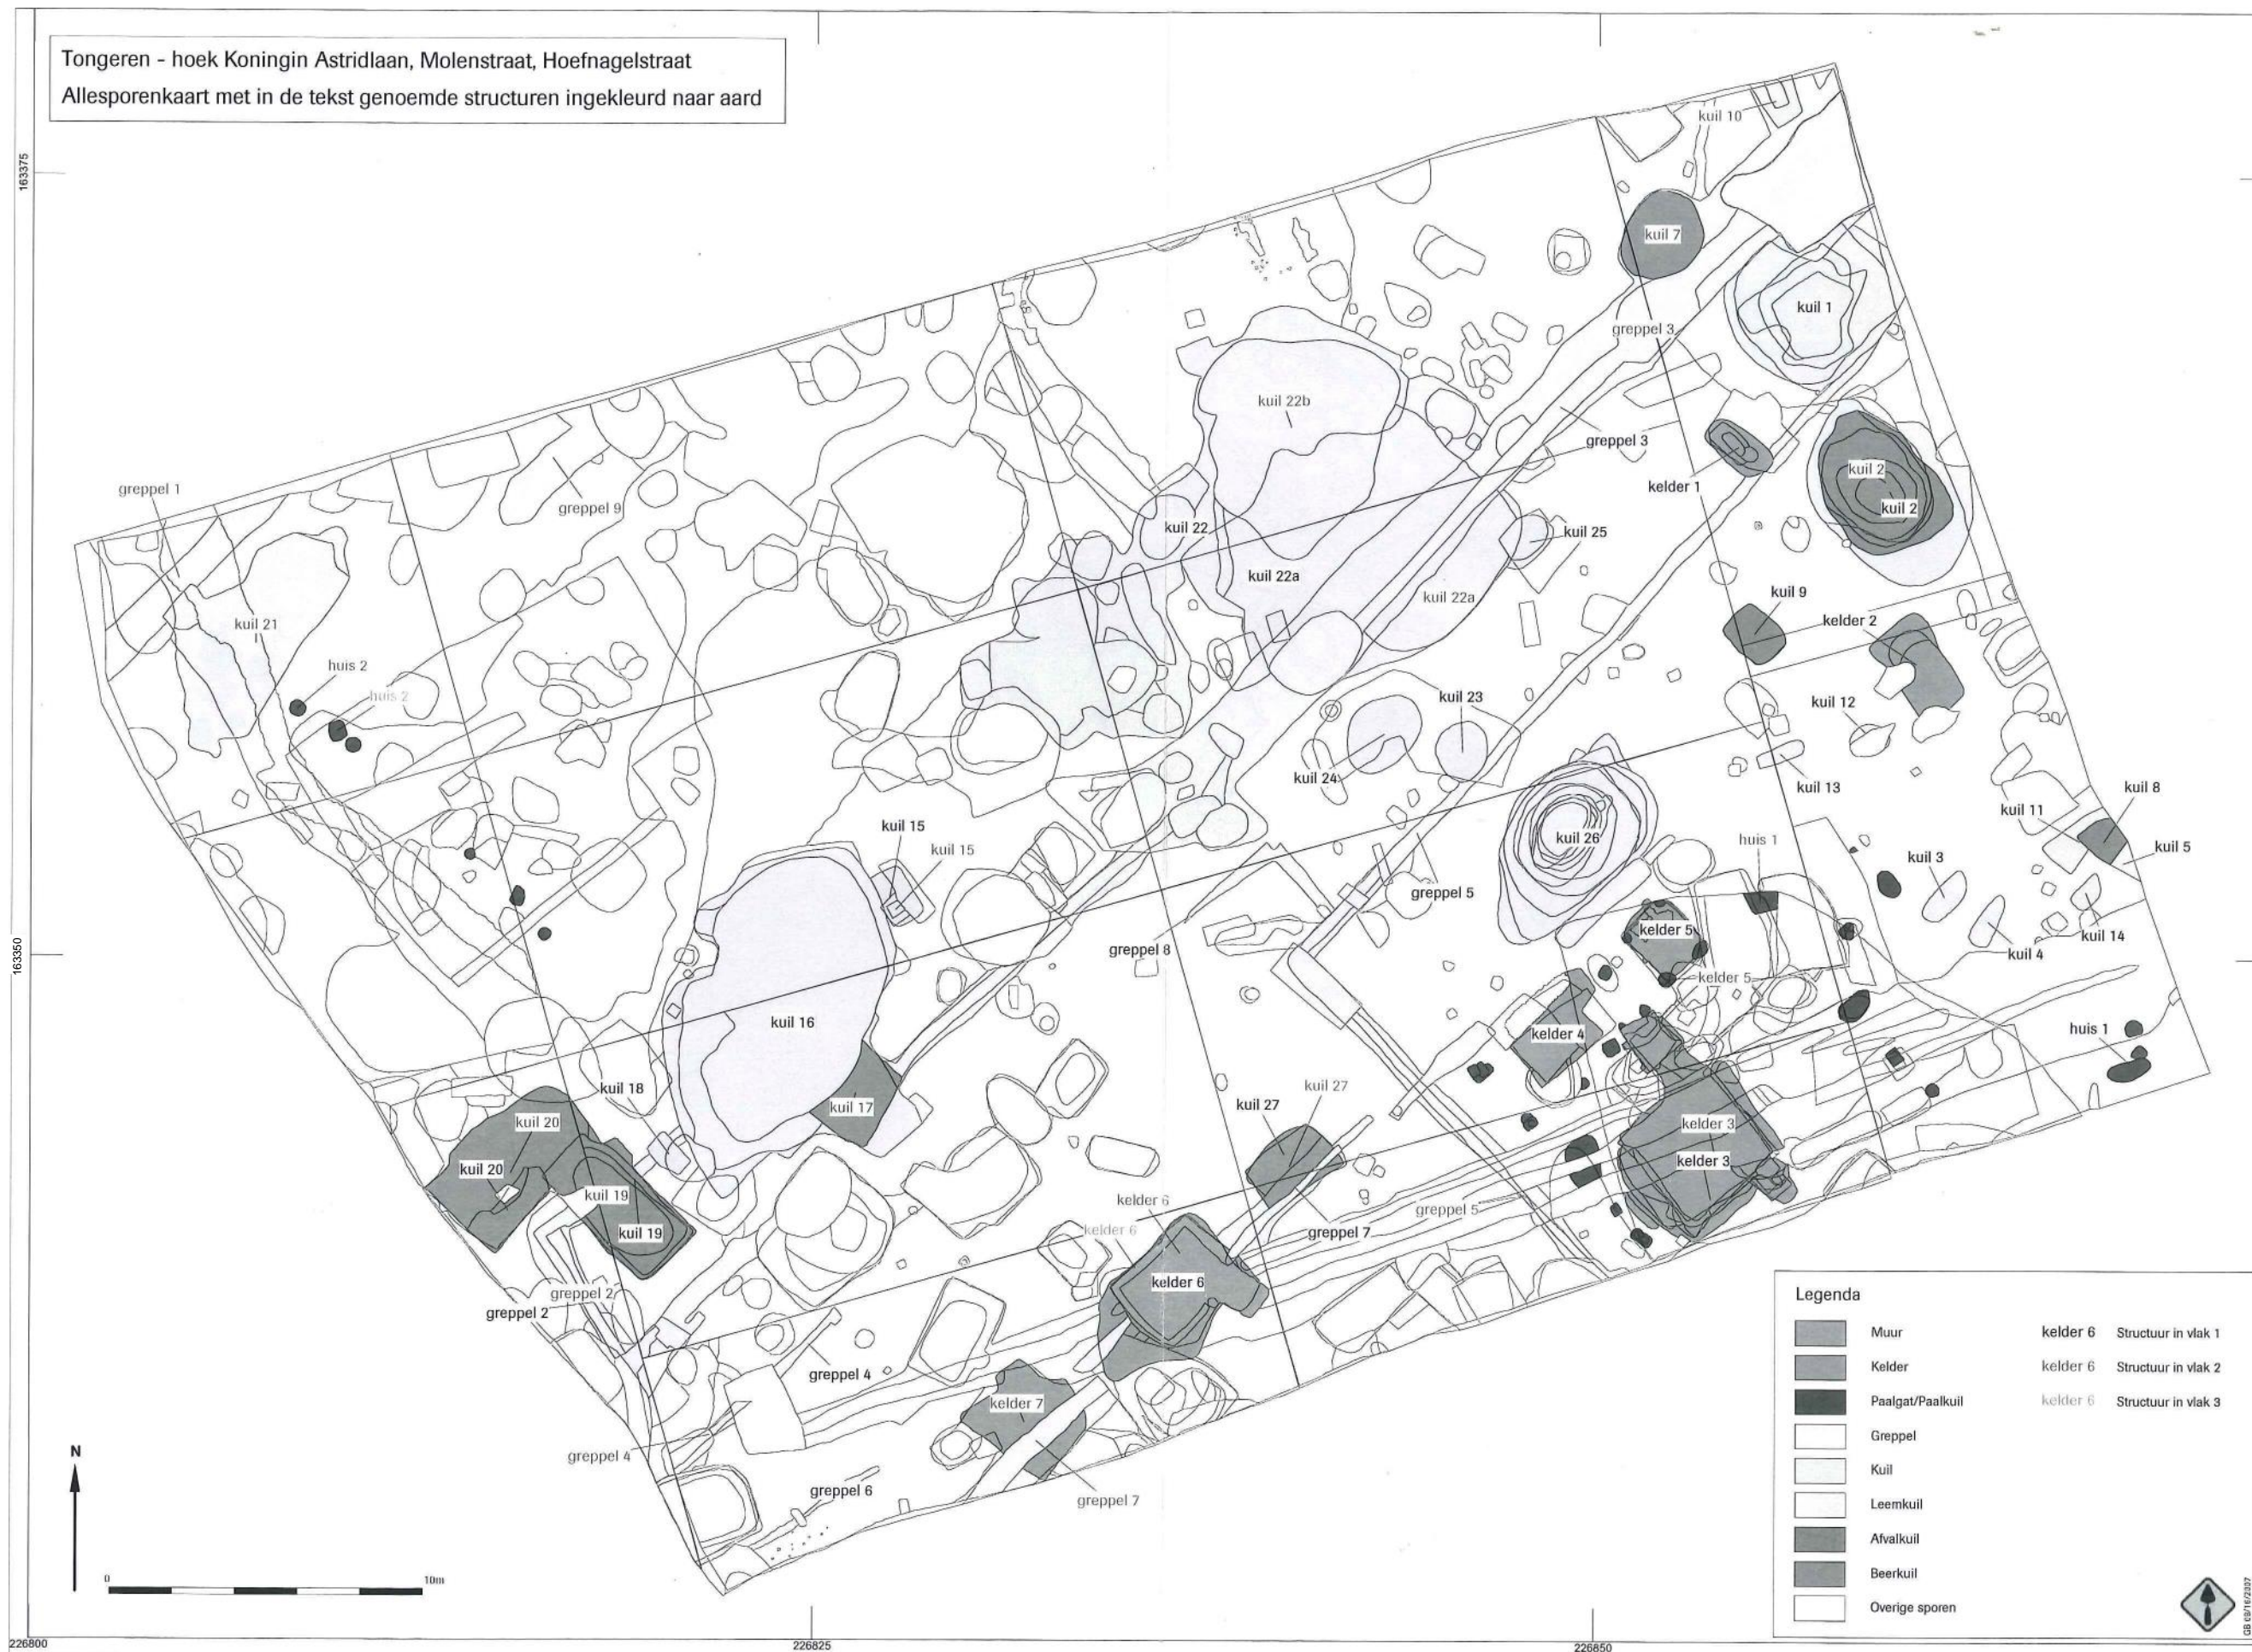 Tongeren - hoek Koningin Astridlaan, Molenstraat, Hoefnagelstraat
Allesporenkaart met in de tekst genoemde structuren ingekleurd naar aard
163375
kuil 10
kuil 7
kuil 1
greppel 3
kuil 22b
greppel 3
kuil 2
kelder 1
greppel 1
kuil 2
greppel 9
kuil 22
kuil 25
kuil 22a
kuil 9
kuil 22a
kelder 2
kuil 21
huis 2
huis 2
kuil 23
kuil 12
kuil 24
kuil 13
kuil 8
kuil 11
kuil 15
kuil 26
huis 1
kuil 5
kuil 15
kuil 3
greppel 5
163350
kelder 5
kuil 14
greppel 8
kuil 4
kelder 5
kuil 16
huis 1
kelder 4
kuil 18
kuil 27
kuil 27
kuil 17
kuil 20
kelder 3
kelder 3
kuil 20
kuil 19
kelder 6
greppel 5
kuil 19
kelder 6
greppel 7
kelder 6
greppel 2
greppel 2
greppel 4
kelder 7
greppel 4
greppel 6
greppel 7
Legenda
Muur
Kelder
Paalgat/Paalkuil
Greppel
Kuil
Leemkuil
Afvalkuil
Beerkuil
Overige sporen
kelder 6 Structuur in vlak 1
kelder 6 Structuur in vlak 2
kelder 6 Structuur in vlak 3
N
0 10m
226800
226825
226850